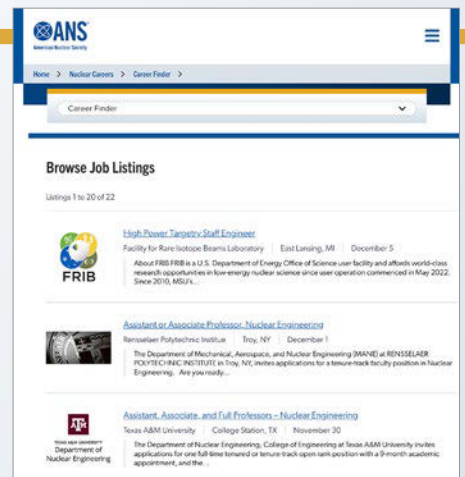 ANS
American Nuclear Society
Home > Nuclear Careers > Career Finder >
Career Finder
Browse Job Listings
Listings 1 to 20 of 22
High Power Targetry Staff Engineer
Facility for Rare Isotope Beams Laboratory | East Lansing, MI | December 5
About FRIB FRIB is a U.S. Department of Energy Office of Science user facility and affords world-class
research opportunities in low-energy nuclear science since user operation commenced in May 2022.
Since 2010, MSU's...
FRIB
Assistant or Associate Professor, Nuclear Engineering
Rensselaer Polytechnic Institue | Troy, NY | December 1
The Department of Mechanical, Aerospace, and Nuclear Engineering (MANE) at RENSSELAER
POLYTECHNIC INSTITUTE in Troy, NY, invites applications for a tenure-track faculty position in Nuclear
Engineering. Are you ready...
Assistant, Associate, and Full Professors – Nuclear Engineering
Texas A&M University | College Station, TX | November 30
The Department of Nuclear Engineering, College of Engineering at Texas A&M University invites
applications for one full-time tenured or tenure-track open rank position with a 9-month academic
appointment, and the...
ATM
TEXAS A&M UNIVERSITY
Department of
Nuclear Engineering